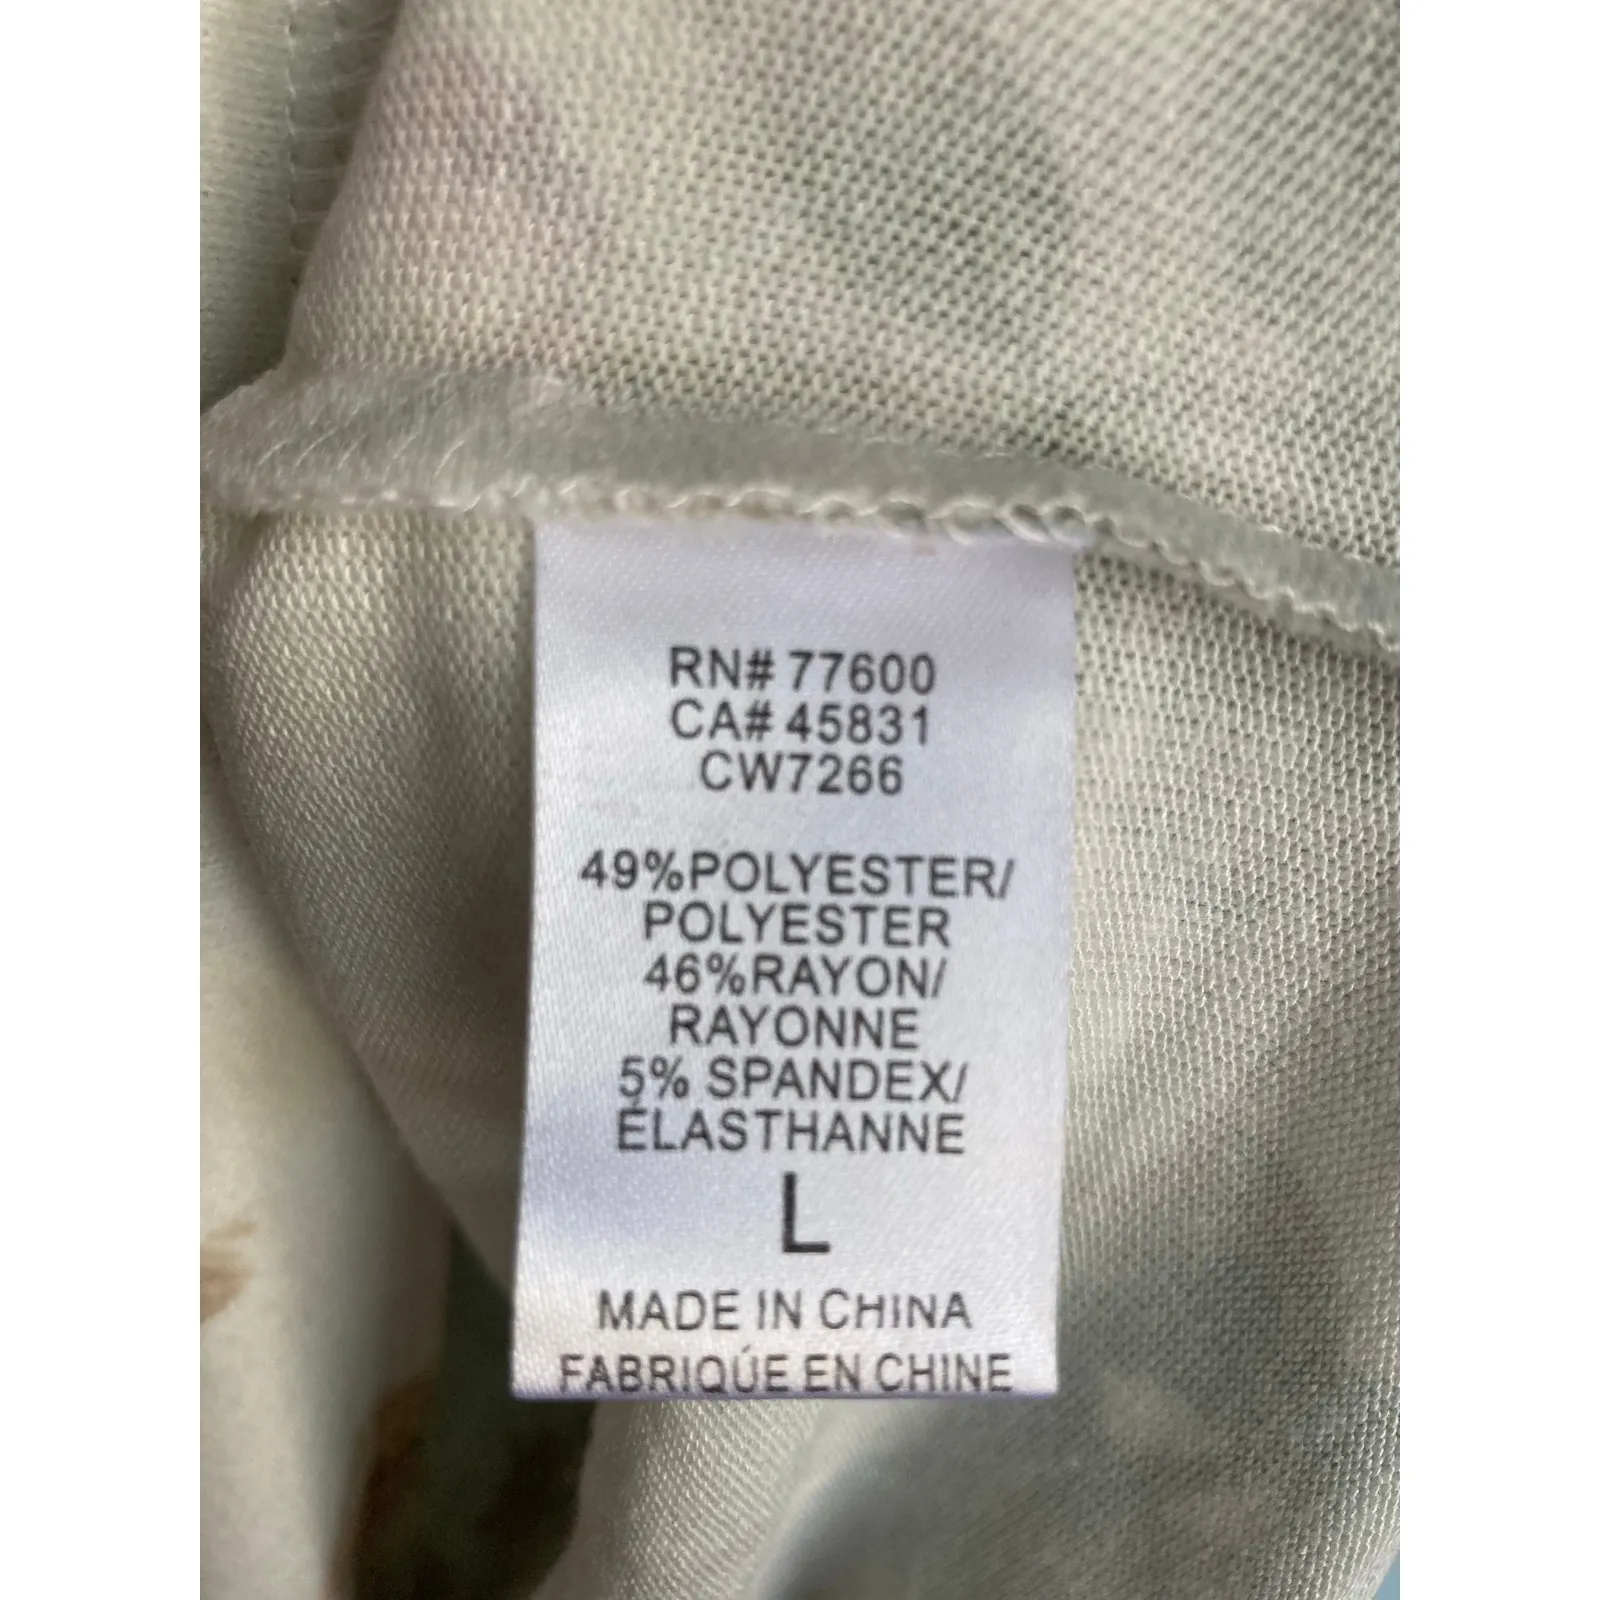 RN# 77600
CA# 45831
CW7266
49%POLYESTER/
POLYESTER
46%RAYON/
RAYONNE
5% SPANDEX/
ÉLASTHANNE
L
MADE IN CHINA
FABRIQÚE EN CHINE